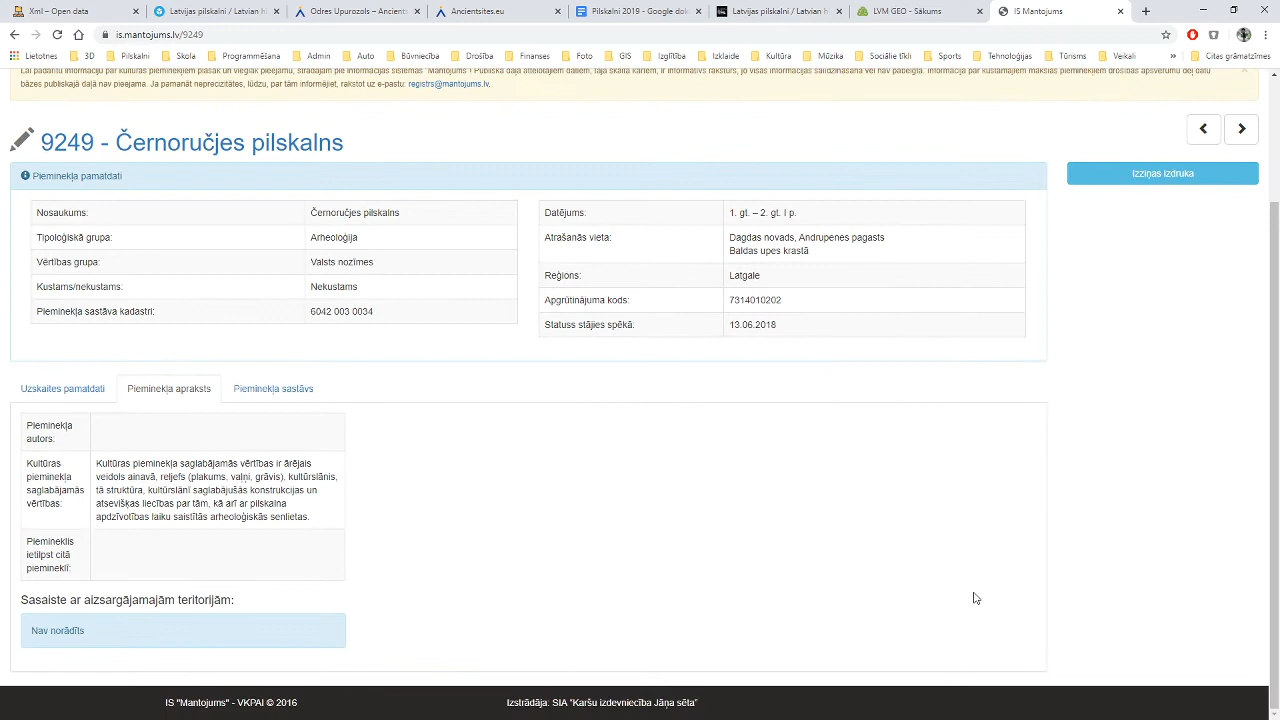 Xml – Open data
Latvijas pilskalni / Latvian h
Odres Upurozols – Ancient
Ancientsites.eu
Pilskalni 2019 - Google dok
Latvijas pilskalni / Latvian h
LVM GEO - Sākums
IS Mantojums
is.mantojums.lv/9249
Lietotnes
3D
Pilskalni
Skola
Programmēšana
Admin
Auto
Būvniecība
Drosība
Finanses
Foto
GIS
Izglītība
Izklaide
Kultūra
Mūzika
Sociālie tīkli
Sports
Tehnoloģijas
Tūrisms
Veikali
»
Citas grāmatzīmes
bāzes publiskajā daļā nav pieejama. Ja pamanāt neprecizitātes, lūdzu, par tām informējiet, rakstot uz e-pastu: registrs@mantojums.lv.
9249 - Černoručjes pilskalns
Pieminekļa pamatdati
Izziņas izdruka
Nosaukums: Černoručjes pilskalns
Tipoloģiskā grupa: Arheoloģija
Vērtības grupa: Valsts nozīmes
Kustams/nekustams: Nekustams
Pieminekļa sastāva kadastri: 6042 003 0034
Datējums: 1. gt. – 2. gt. I p.
Atrašanās vieta: Dagdas novads, Andrupenes pagasts
Baldas upes krastā
Reģions: Latgale
Apgrūtinājuma kods: 7314010202
Statuss stājies spēkā: 13.06.2018
Uzskaites pamatdati
Pieminekļa apraksts
Pieminekļa sastāvs
Pieminekļa
autors:
Kultūras
pieminekļa
saglabājamās
vērtības:
Kultūras pieminekļa saglabājamās vērtības ir ārējais
veidols ainavā, reljefs (plakums, vaļņi, grāvis), kultūrslānis,
tā struktūra, kultūrslānī saglabājušās konstrukcijas un
atsevišķas liecības par tām, kā arī ar pilskalna
apdzīvotības laiku saistītās arheoloģiskās senlietas.
Piemineklis
ietilpst citā
piemineklī:
Sasaiste ar aizsargājamajām teritorijām:
Nav norādīts
IS "Mantojums" - VKPAI © 2016
Izstrādāja: SIA "Karšu izdevniecība Jāņa sēta"